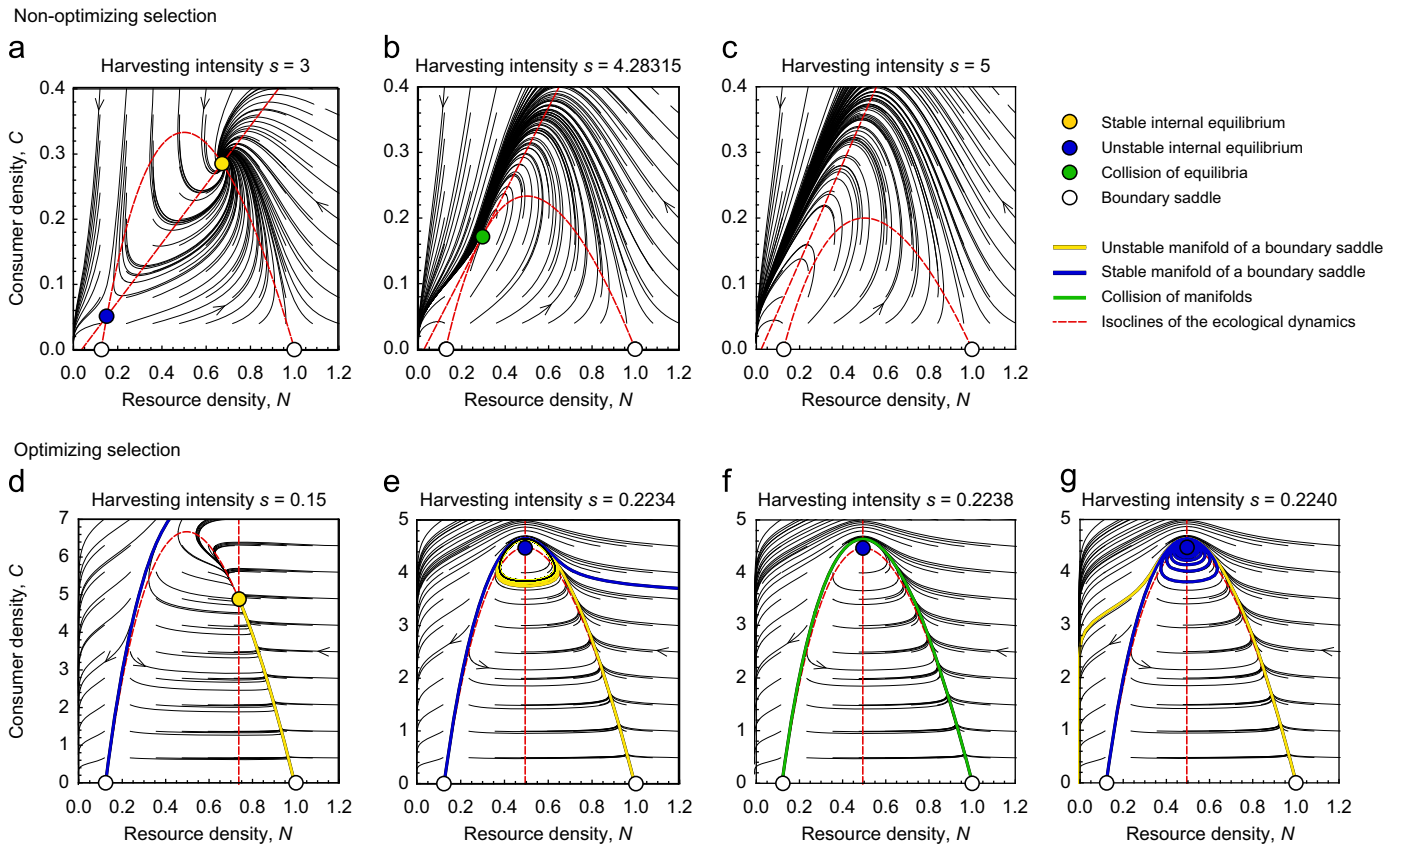 Non-optimizing selection
a
b
c
Harvesting intensity s = 3
Harvesting intensity s = 4.28315
Harvesting intensity s = 5
0.4
0.3
0.2
0.1
0.0
Consumer density, C
0.0 0.2 0.4 0.6 0.8 1.0 1.2
Resource density, N
0.4
0.3
0.2
0.1
0.0
0.0 0.2 0.4 0.6 0.8 1.0 1.2
Resource density, N
0.4
0.3
0.2
0.1
0.0
0.0 0.2 0.4 0.6 0.8 1.0 1.2
Resource density, N
Stable internal equilibrium
Unstable internal equilibrium
Collision of equilibria
Boundary saddle
Unstable manifold of a boundary saddle
Stable manifold of a boundary saddle
Collision of manifolds
Isoclines of the ecological dynamics
Optimizing selection
d
e
f
g
Harvesting intensity s = 0.15
Harvesting intensity s = 0.2234
Harvesting intensity s = 0.2238
Harvesting intensity s = 0.2240
7
6
5
4
3
2
1
0
Consumer density, C
0.0 0.2 0.4 0.6 0.8 1.0 1.2
Resource density, N
5
4
3
2
1
0
0.0 0.2 0.4 0.6 0.8 1.0 1.2
Resource density, N
5
4
3
2
1
0
0.0 0.2 0.4 0.6 0.8 1.0 1.2
Resource density, N
5
4
3
2
1
0
0.0 0.2 0.4 0.6 0.8 1.0 1.2
Resource density, N